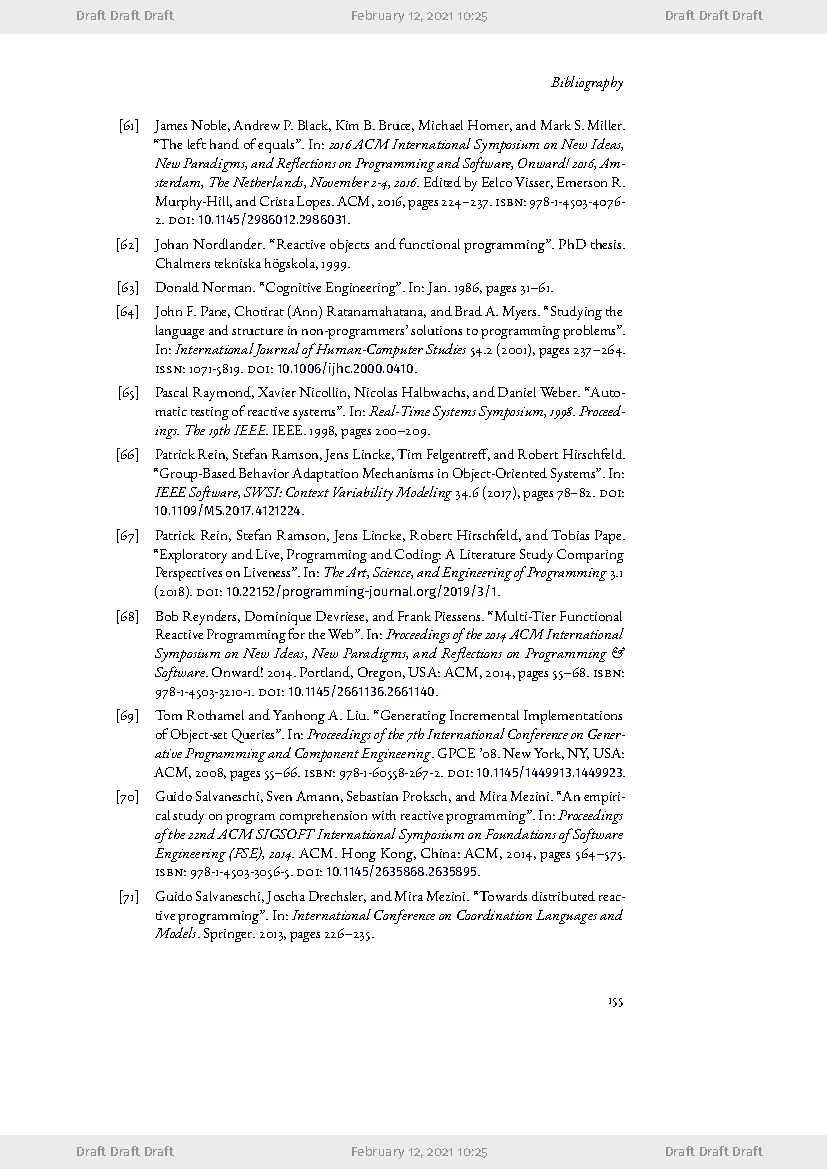 Draft Draft Draft February 12, 2021 10:25 Draft Draft Draft
Bibliography
[61] James Noble, Andrew P. Black, Kim B. Bruce, Michael Homer, and Mark S. Miller.
“The left hand of equals”. In: 2016 ACM International Symposium on New Ideas,
New Paradigms, and Reflections on Programming and Software, Onward! 2016, Am-
sterdam, The Netherlands, November 2-4, 2016. Edited by Eelco Visser, Emerson R.
Murphy-Hill, and Crista Lopes. ACM, 2016, pages 224–237. ISBN: 978-1-4503-4076-
2. DOI: 10.1145/2986012.2986031.
[62] Johan Nordlander. “Reactive objects and functional programming”. PhD thesis.
Chalmers tekniska högskola, 1999.
[63] Donald Norman. “Cognitive Engineering”. In: Jan. 1986, pages 31–61.
[64] John F. Pane, Chotirat (Ann) Ratanamahatana, and Brad A. Myers. “Studying the
language and structure in non-programmers’ solutions to programming problems”.
In: International Journal of Human-Computer Studies 54.2 (2001), pages 237–264.
ISSN: 1071-5819. DOI: 10.1006/ijhc.2000.0410.
[65] Pascal Raymond, Xavier Nicollin, Nicolas Halbwachs, and Daniel Weber. “Auto-
matic testing of reactive systems”. In: Real-Time Systems Symposium, 1998. Proceed-
ings. The 19th IEEE. IEEE. 1998, pages 200–209.
[66] Patrick Rein, Stefan Ramson, Jens Lincke, Tim Felgentreff, and Robert Hirschfeld.
“Group-Based Behavior Adaptation Mechanisms in Object-Oriented Systems”. In:
IEEE Software, SWSI: Context Variability Modeling 34.6 (2017), pages 78–82. DOI:
10.1109/MS.2017.4121224.
[67] Patrick Rein, Stefan Ramson, Jens Lincke, Robert Hirschfeld, and Tobias Pape.
“Exploratory and Live, Programming and Coding: A Literature Study Comparing
Perspectives on Liveness”. In: The Art, Science, and Engineering of Programming 3.1
(2018). DOI: 10.22152/programming-journal.org/2019/3/1.
[68] Bob Reynders, Dominique Devriese, and Frank Piessens. “Multi-Tier Functional
Reactive Programming for the Web”. In: Proceedings of the 2014 ACM International
Symposium on New Ideas, New Paradigms, and Reflections on Programming &
Software. Onward! 2014. Portland, Oregon, USA: ACM, 2014, pages 55–68. ISBN:
978-1-4503-3210-1. DOI: 10.1145/2661136.2661140.
[69] Tom Rothamel and Yanhong A. Liu. “Generating Incremental Implementations
of Object-set Queries”. In: Proceedings of the 7th International Conference on Gener-
ative Programming and Component Engineering. GPCE ’08. New York, NY, USA:
ACM, 2008, pages 55–66. ISBN: 978-1-60558-267-2. DOI: 10.1145/1449913.1449923.
[70] Guido Salvaneschi, Sven Amann, Sebastian Proksch, and Mira Mezini. “An empiri-
cal study on program comprehension with reactive programming”. In: Proceedings
of the 22nd ACM SIGSOFT International Symposium on Foundations of Software
Engineering (FSE), 2014. ACM. Hong Kong, China: ACM, 2014, pages 564–575.
ISBN: 978-1-4503-3056-5. DOI: 10.1145/2635868.2635895.
[71] Guido Salvaneschi, Joscha Drechsler, and Mira Mezini. “Towards distributed reac-
tive programming”. In: International Conference on Coordination Languages and
Models. Springer. 2013, pages 226–235.
155
Draft Draft Draft February 12, 2021 10:25 Draft Draft Draft